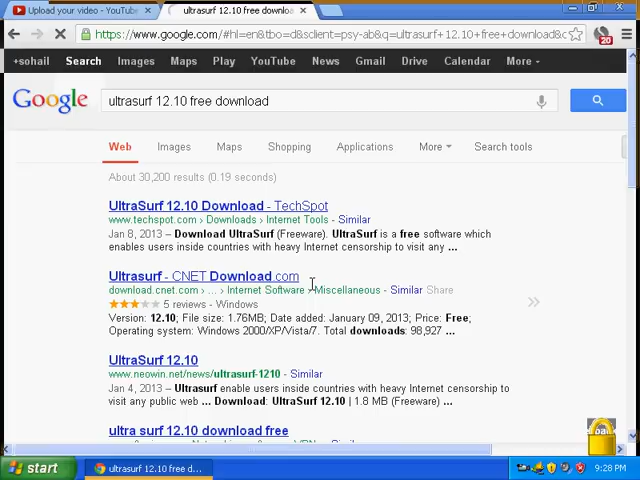 Upload your video - YouTube
ultrasurf 12.10 free downloa
https://www.google.com/#hl=en&tbo=d&sclient=psy-ab&q=ultrasurf+12.10+free+download&
20
+sohail Search Images Maps Play YouTube News Gmail Drive Calendar More
Google
ultrasurf 12.10 free download
Web Images Maps Shopping Applications More Search tools
About 30,200 results (0.19 seconds)
UltraSurf 12.10 Download - TechSpot
www.techspot.com › Downloads › Internet Tools - Similar
Jan 8, 2013 – Download UltraSurf (Freeware). UltraSurf is a free software which
enables users inside countries with heavy Internet censorship to visit any ...
Ultrasurf - CNET Download.com
download.cnet.com › ... › Internet Software › Miscellaneous - Similar Share
5 reviews - Windows
Version: 12.10; File size: 1.76MB; Date added: January 09, 2013; Price: Free;
Operating system: Windows 2000/XP/Vista/7. Total downloads: 98,927 ...
UltraSurf 12.10
www.neowin.net/news/ultrasurf-1210 - Similar
Jan 4, 2013 – Ultrasurf enable users inside countries with heavy Internet censorship to
visit any public web ... Download: UltraSurf 12.10 | 1.8 MB (Freeware) ...
ultra surf 12.10 download free
start
ultrasurf 12.10 free d...
9:28 PM